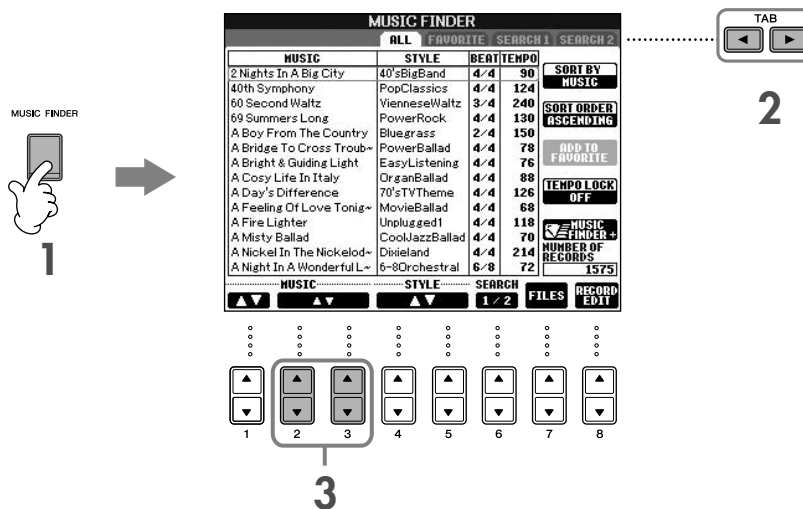 MUSIC FINDER
1
MUSIC FINDER
ALL FAVORITE SEARCH 1 SEARCH 2
TAB
2
MUSIC STYLE BEAT TEMPO
2 Nights In A Big City 40'sBigBand 4/4 90
40th Symphony PopClassics 4/4 124
60 Second Waltz VienneseWaltz 3/4 240
69 Summers Long PowerRock 4/4 130
A Boy From The Country Bluegrass 2/4 150
A Bridge To Cross Troub~ PowerBallad 4/4 78
A Bright & Guiding Light EasyListening 4/4 76
A Cosy Life In Italy OrganBallad 4/4 88
A Day's Difference 70'sTVTheme 4/4 126
A Feeling Of Love Tonig~ MovieBallad 4/4 68
A Fire Lighter Unplugged1 4/4 118
A Misty Ballad CoolJazzBallad 4/4 70
A Nickel In The Nickelod~ Dixieland 4/4 214
A Night In A Wonderful L~ 6-8Orchestral 6/8 72
SORT BY
MUSIC
SORT ORDER
ASCENDING
ADD TO
FAVORITE
TEMPO LOCK
OFF
MUSIC
FINDER +
NUMBER OF
RECORDS
1575
MUSIC STYLE SEARCH
1 / 2
FILES
RECORD
EDIT
1 2 3 4 5 6 7 8
3